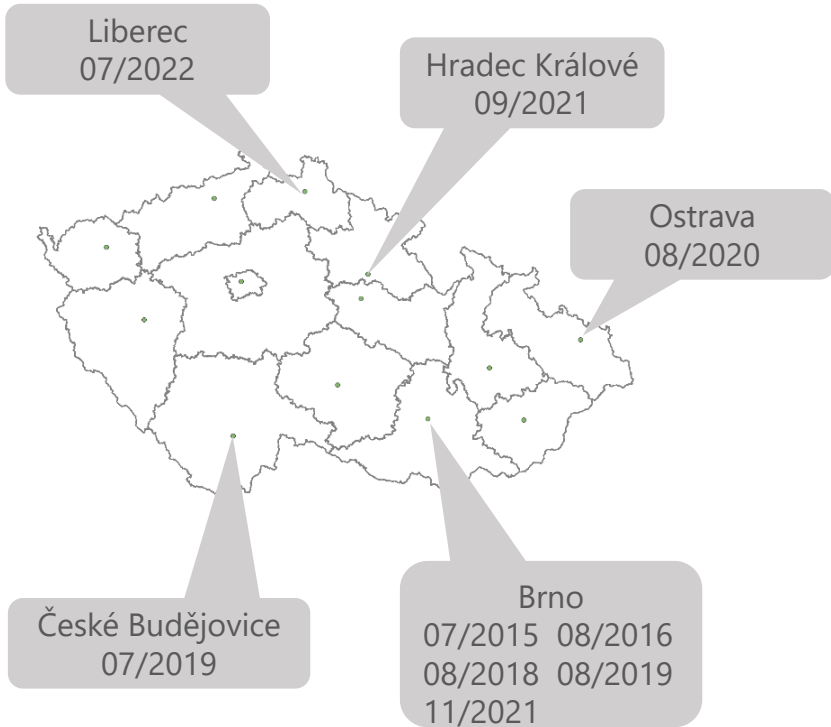 Liberec
07/2022
Hradec Králové
09/2021
Ostrava
08/2020
České Budějovice
07/2019
Brno
07/2015 08/2016
08/2018 08/2019
11/2021